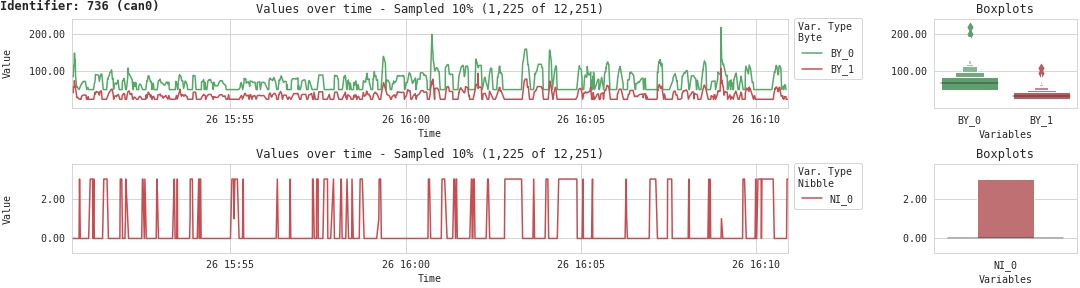 Identifier: 736 (can0)
Values over time - Sampled 10% (1,225 of 12,251)
Value
200.00
100.00
26 15:55
26 16:00
26 16:05
26 16:10
Time
Var. Type
Byte
BY_0
BY_1
Boxplots
200.00
100.00
BY_0
BY_1
Variables
Values over time - Sampled 10% (1,225 of 12,251)
Value
2.00
0.00
26 15:55
26 16:00
26 16:05
26 16:10
Time
Var. Type
Nibble
NI_0
Boxplots
2.00
0.00
NI_0
Variables